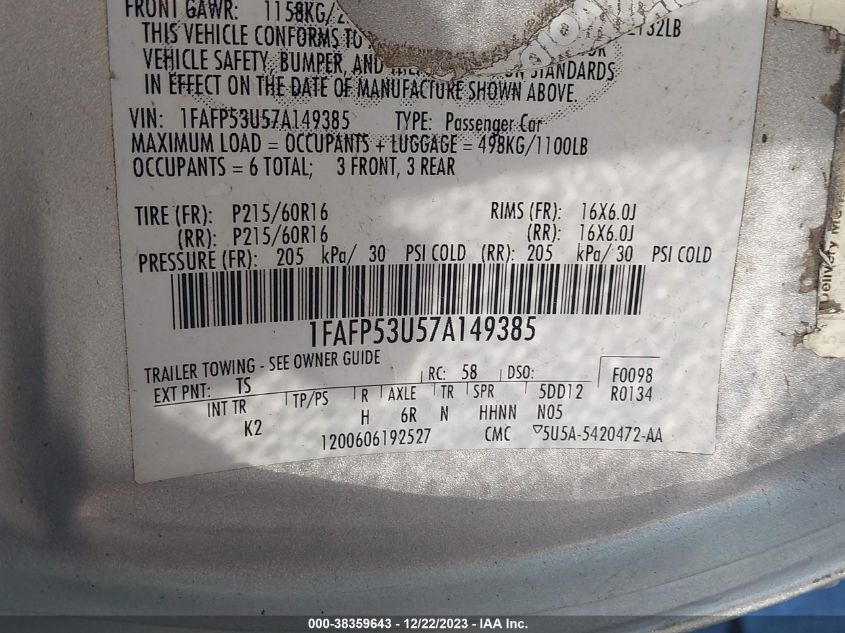 FRONT GAWR: 1158KG/ 2132LB
THIS VEHICLE CONFORMS TO
VEHICLE SAFETY, BUMPER, AND STANDARDS
IN EFFECT ON THE DATE OF MANUFACTURE SHOWN ABOVE.
VIN: 1FAFP53U57A149385 TYPE: Passenger Car
MAXIMUM LOAD = OCCUPANTS + LUGGAGE = 498KG/1100LB
OCCUPANTS = 6 TOTAL; 3 FRONT, 3 REAR
TIRE (FR): P215/60R16 RIMS (FR): 16X6.0J
(RR): P215/60R16 (RR): 16X6.0J
PRESSURE (FR): 205 kPa/ 30 PSI COLD (RR): 205 kPa/ 30 PSI COLD
1FAFP53U57A149385
TRAILER TOWING - SEE OWNER GUIDE
EXT PNT: TS RC: 58 DSO: F0098
INT TR TP/PS R AXLE TR SPR 5DD12 R0134
K2 H 6R N HHNN N05
1200606192527 CMC ▽5U5A-5420472-AA
Delivery
000-38359643 - 12/22/2023 - IAA Inc.